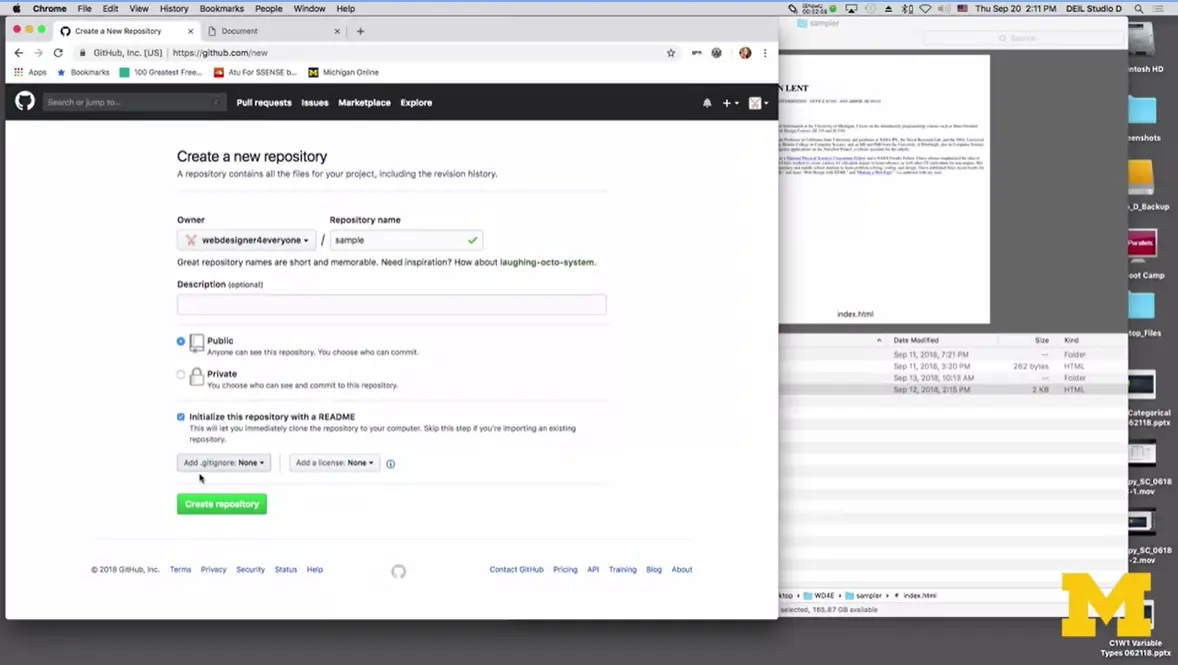 Chrome File Edit View History Bookmarks People Window Help
Thu Sep 20 2:11 PM DEIL Studio D
Create a New Repository
Document
GitHub, Inc. [US] | https://github.com/new
Apps Bookmarks 100 Greatest Free... Atu For SSENSE b... Michigan Online
Search or jump to... /
Pull requests Issues Marketplace Explore
Create a new repository
A repository contains all the files for your project, including the revision history.
Owner Repository name
webdesigner4everyone / sample
Great repository names are short and memorable. Need inspiration? How about laughing-octo-system.
Description (optional)
Public
Anyone can see this repository. You choose who can commit.
Private
You choose who can see and commit to this repository.
Initialize this repository with a README
This will let you immediately clone the repository to your computer. Skip this step if you're importing an existing
repository.
Add .gitignore: None Add a license: None
Create repository
© 2018 GitHub, Inc. Terms Privacy Security Status Help
Contact GitHub Pricing API Training Blog About
sampler
Search
N LENT
index.html
Date Modified Size Kind
Sep 11, 2018, 7:21 PM -- Folder
Sep 11, 2018, 3:20 PM 262 bytes HTML
Sep 13, 2018, 10:13 AM -- Folder
Sep 12, 2018, 2:15 PM 2 KB HTML
ktop › WD4E › sampler › index.html
selected, 165.87 GB available
intosh HD
enshots
_D_Backup
Parallels
oot Camp
top_Files
Categorical
062118.pptx
py_SC_0618
-1.mov
py_SC_0618
-2.mov
M
C1W1 Variable
Types 062118.pptx